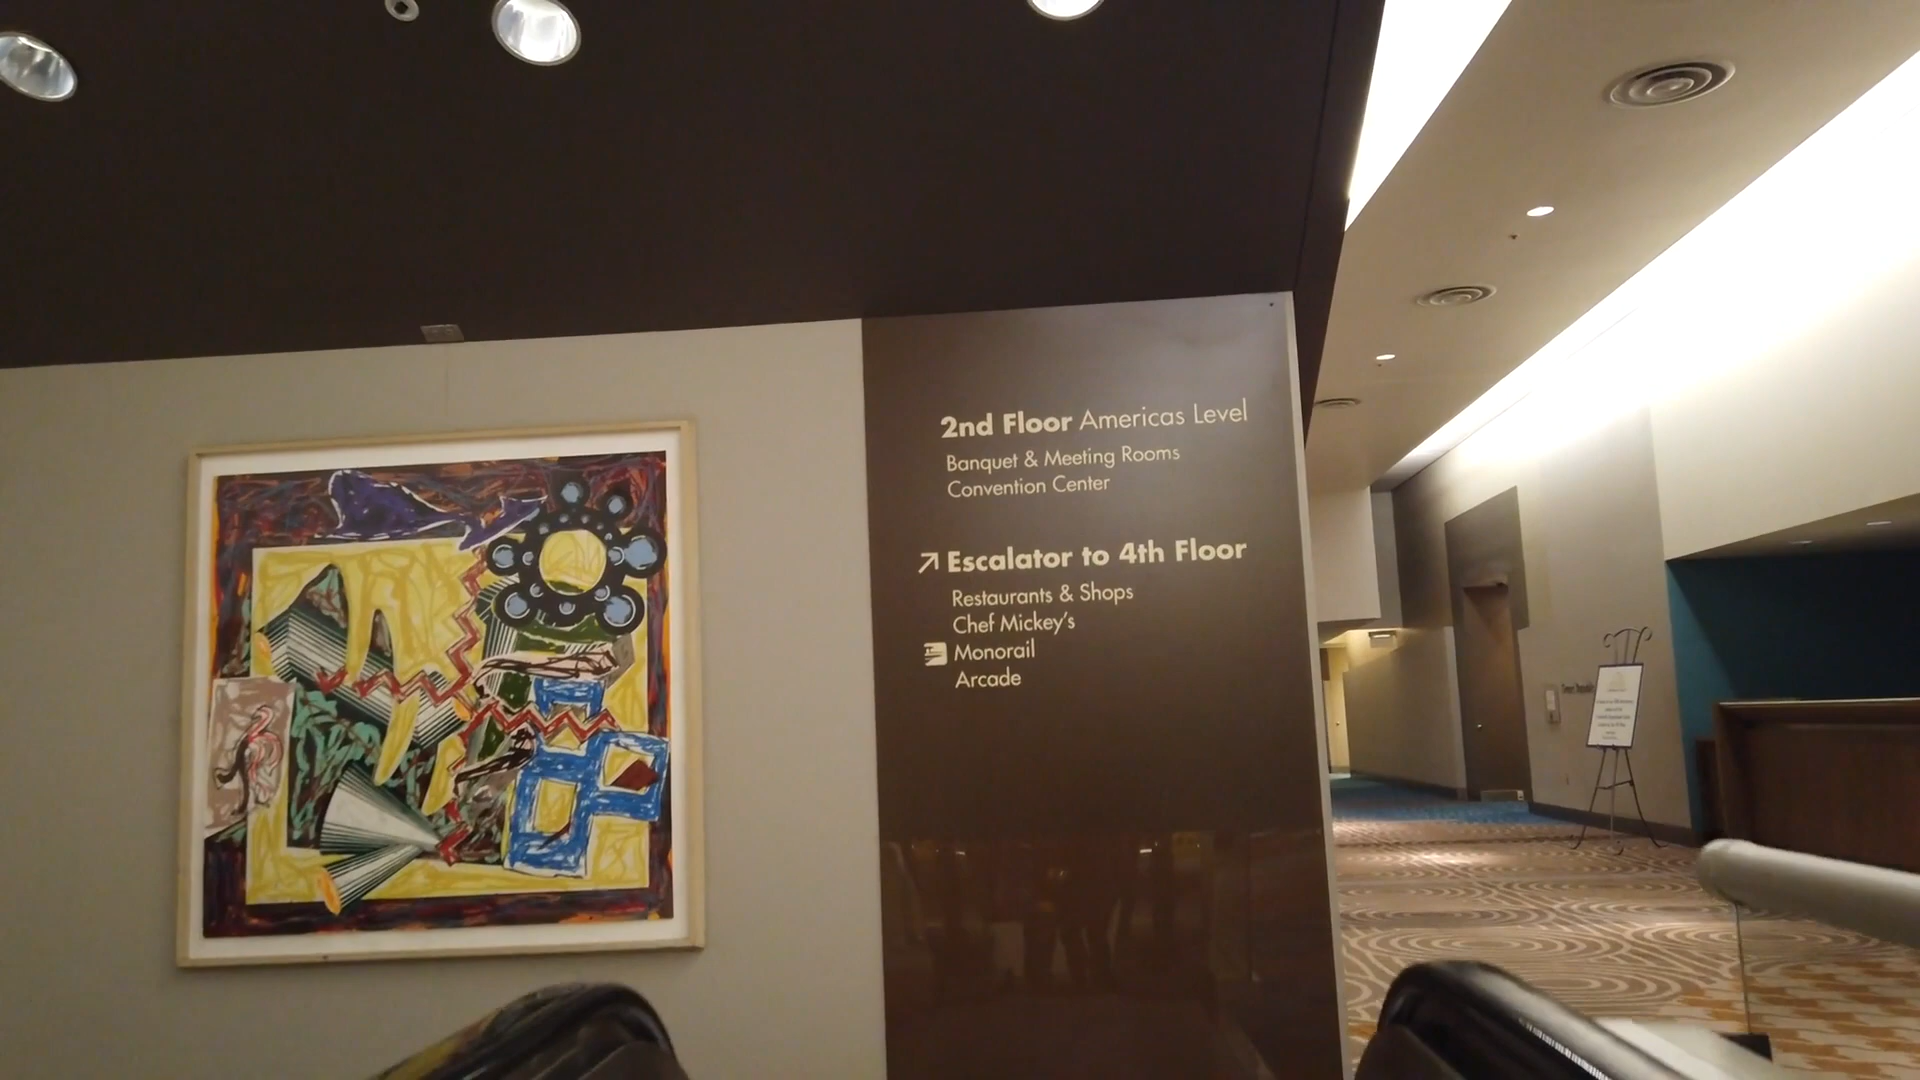 2nd Floor Americas Level
Banquet & Meeting Rooms
Convention Center
Escalator to 4th Floor
Restaurants & Shops
Chef Mickey's
Monorail
Arcade